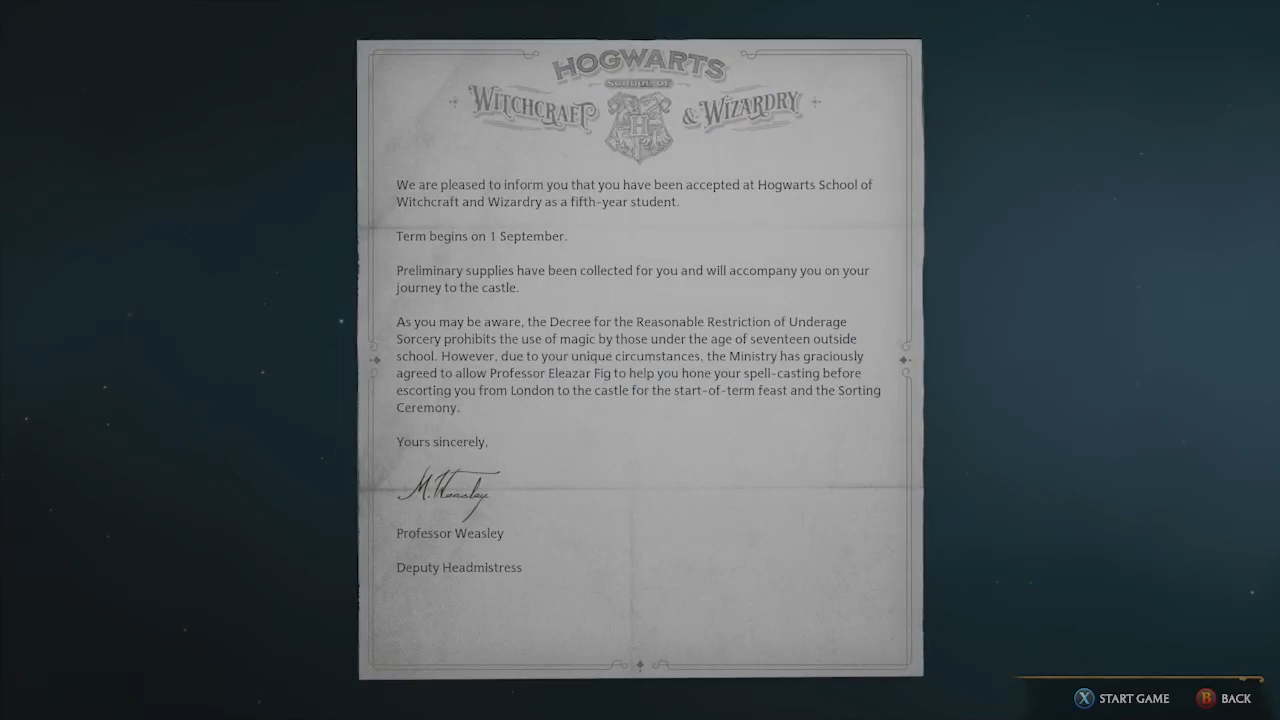 HOGWARTS
SCHOOL OF
WITCHCRAFT & WIZARDRY
H
We are pleased to inform you that you have been accepted at Hogwarts School of
Witchcraft and Wizardry as a fifth-year student.
Term begins on 1 September.
Preliminary supplies have been collected for you and will accompany you on your
journey to the castle.
As you may be aware, the Decree for the Reasonable Restriction of Underage
Sorcery prohibits the use of magic by those under the age of seventeen outside
school. However, due to your unique circumstances, the Ministry has graciously
agreed to allow Professor Eleazar Fig to help you hone your spell-casting before
escorting you from London to the castle for the start-of-term feast and the Sorting
Ceremony.
Yours sincerely,
M. Weasley
Professor Weasley
Deputy Headmistress
X START GAME B BACK